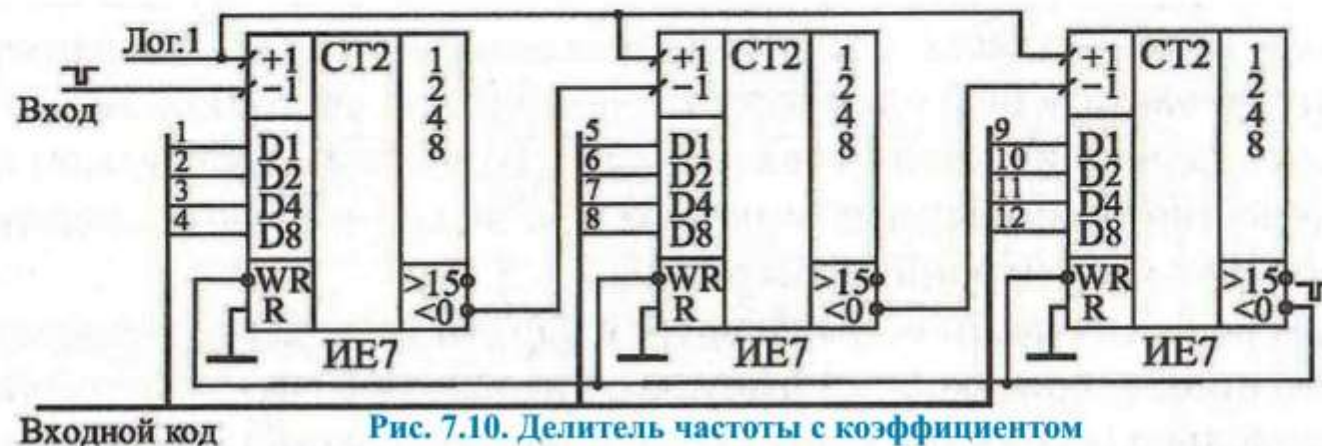 Лог.1
Вход
+1 СТ2 1
-1 2
4
8
1 D1
2 D2
3 D4
4 D8
WR >15
R <0
ИЕ7
+1 СТ2 1
-1 2
4
8
5 D1
6 D2
7 D4
8 D8
WR >15
R <0
ИЕ7
+1 СТ2 1
-1 2
4
8
9 D1
10 D2
11 D4
12 D8
WR >15
R <0
ИЕ7
Входной код
Рис. 7.10. Делитель частоты с коэффициентом